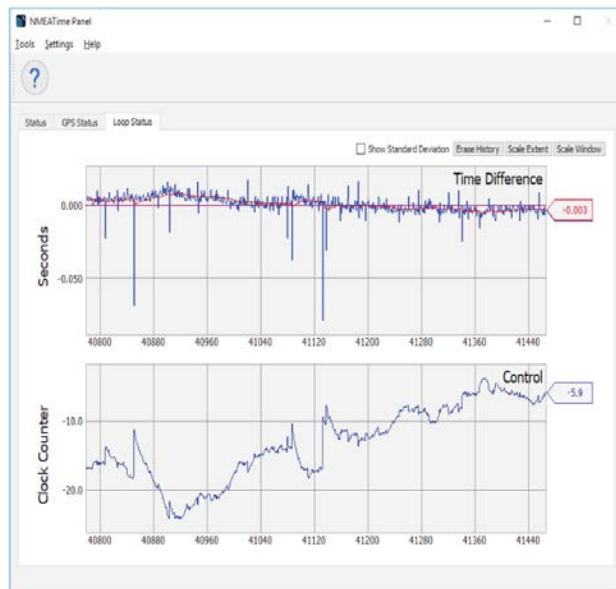 NMEATime Panel
Tools Settings Help
?
Status GPS Status Loop Status
Show Standard Deviation Erase History Scale Extent Scale Window
Time Difference
0.000
-0.003
Seconds
-0.050
40800 40880 40960 41040 41120 41200 41280 41360 41440
Control
-5.9
-10.0
Clock Counter
-20.0
40800 40880 40960 41040 41120 41200 41280 41360 41440